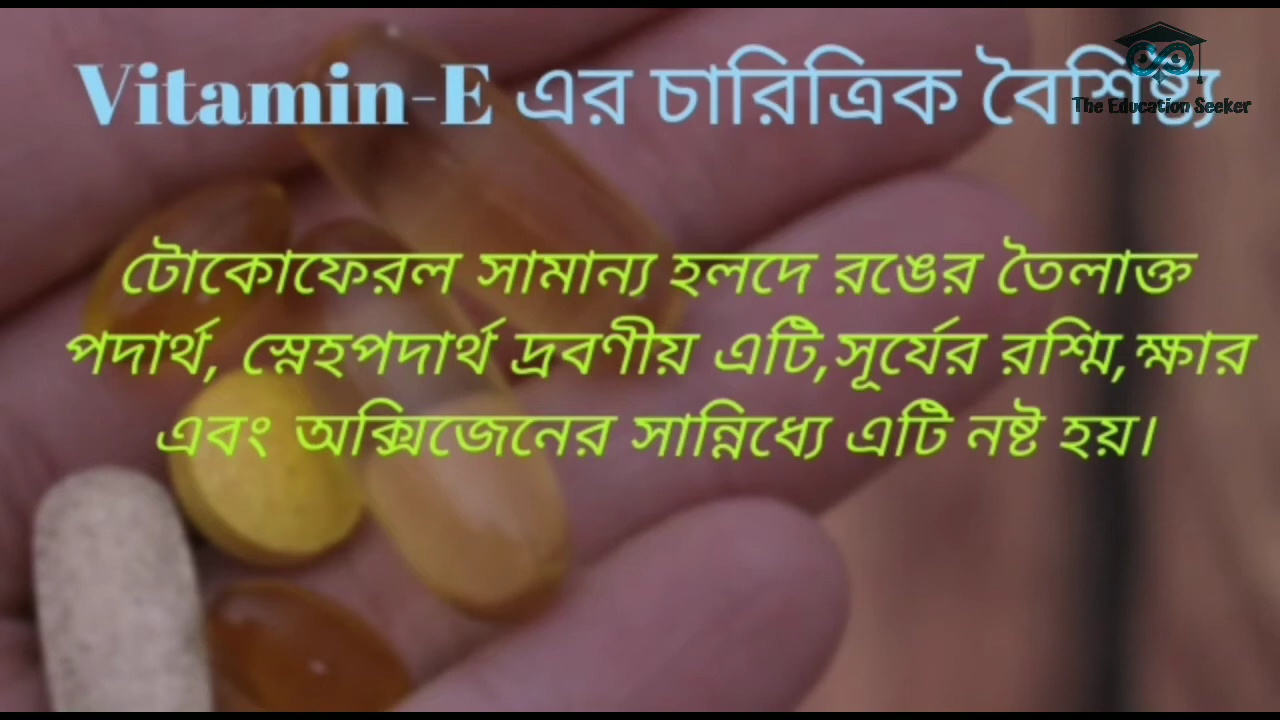 Vitamin-E এর চারিত্রিক বৈশিষ্ট্য
The Education Seeker
টোকোফেরল সামান্য হলদে রঙের তৈলাক্ত
পদার্থ, স্নেহপদার্থ দ্রবণীয় এটি,সূর্যের রশ্মি,ক্ষার
এবং অক্সিজেনের সান্নিধ্যে এটি নষ্ট হয়।